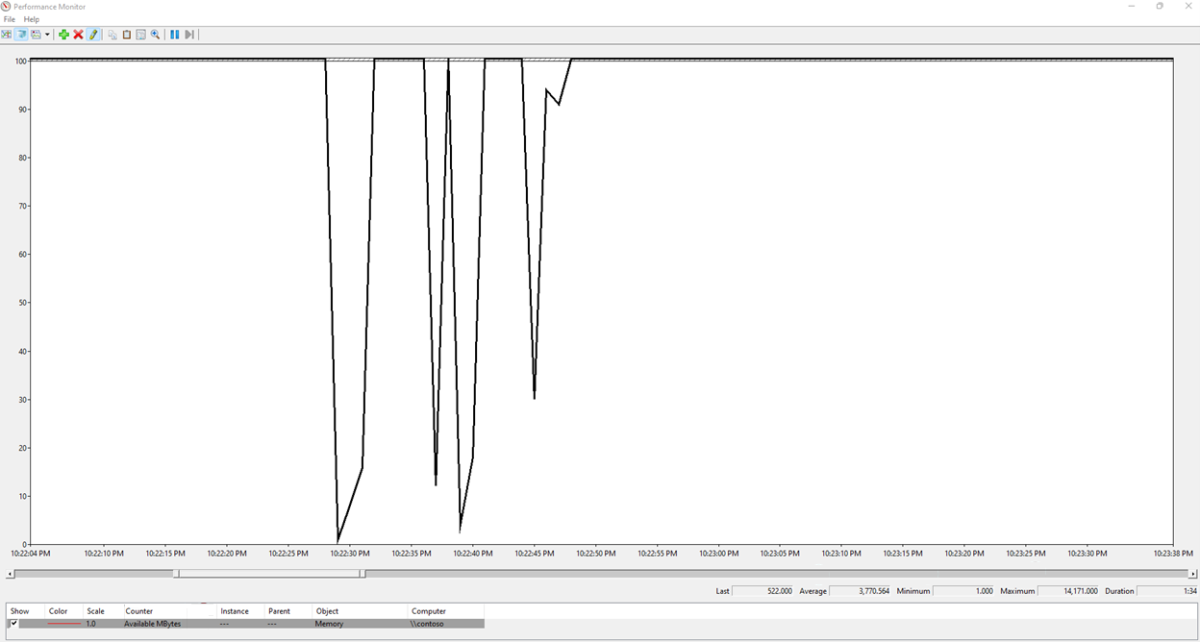 Performance Monitor
File Help
100
90
80
70
60
50
40
30
20
10
0
10:22:04 PM 10:22:10 PM 10:22:15 PM 10:22:20 PM 10:22:25 PM 10:22:30 PM 10:22:35 PM 10:22:40 PM 10:22:45 PM 10:22:50 PM 10:22:55 PM 10:23:00 PM 10:23:05 PM 10:23:10 PM 10:23:15 PM 10:23:20 PM 10:23:25 PM 10:23:30 PM 10:23:38 PM
Last 522.000 Average 3,770.564 Minimum 1.000 Maximum 14,171.000 Duration 1:34
Show Color Scale Counter Instance Parent Object Computer
1.0 Available MBytes --- --- Memory \\contoso